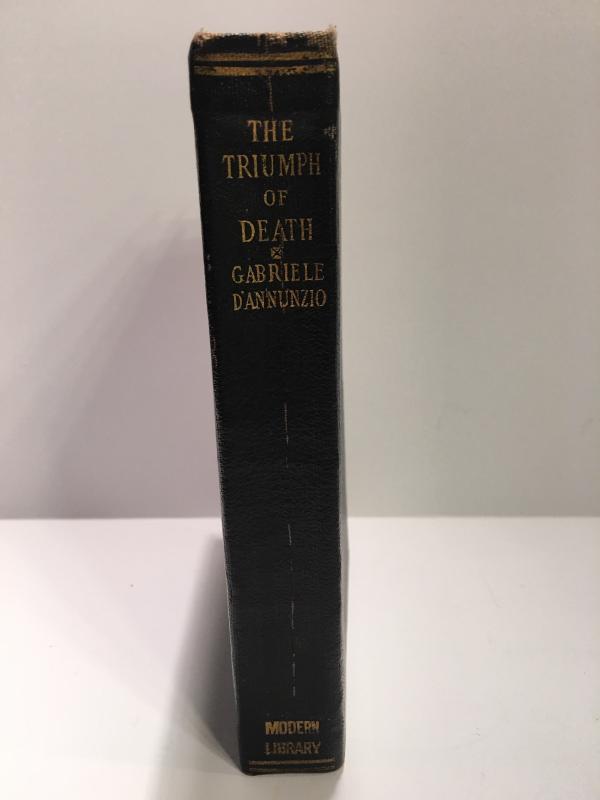 THE
TRIUMPH
OF
DEATH
GABRIELE
D'ANNUNZIO
MODERN
LIBRARY